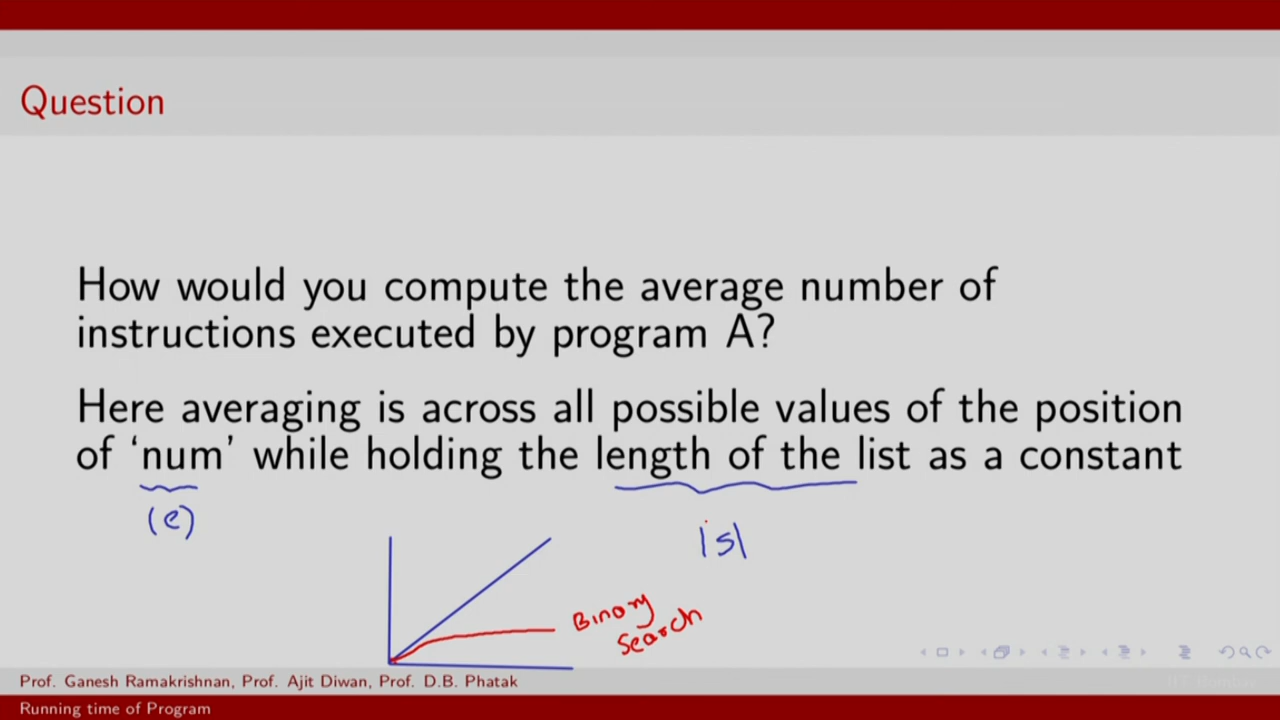 Question
How would you compute the average number of
instructions executed by program A?
Here averaging is across all possible values of the position
of ‘num’ while holding the length of the list as a constant
(e)
|s|
Binary
Search
Prof. Ganesh Ramakrishnan, Prof. Ajit Diwan, Prof. D.B. Phatak
Running time of Program